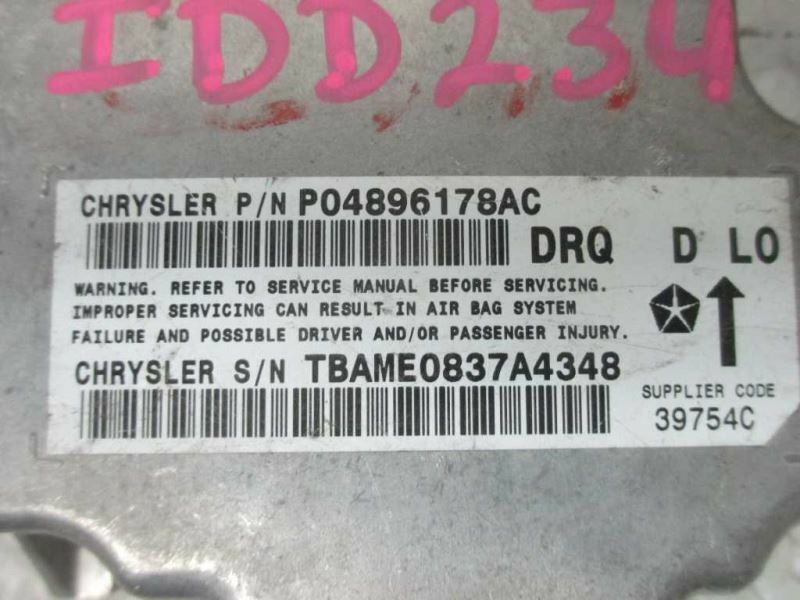 IDD234
CHRYSLER P/N P04896178AC
DRQ D LO
WARNING. REFER TO SERVICE MANUAL BEFORE SERVICING.
IMPROPER SERVICING CAN RESULT IN AIR BAG SYSTEM
FAILURE AND POSSIBLE DRIVER AND/OR PASSENGER INJURY.
CHRYSLER S/N TBAME0837A4348
SUPPLIER CODE
39754C